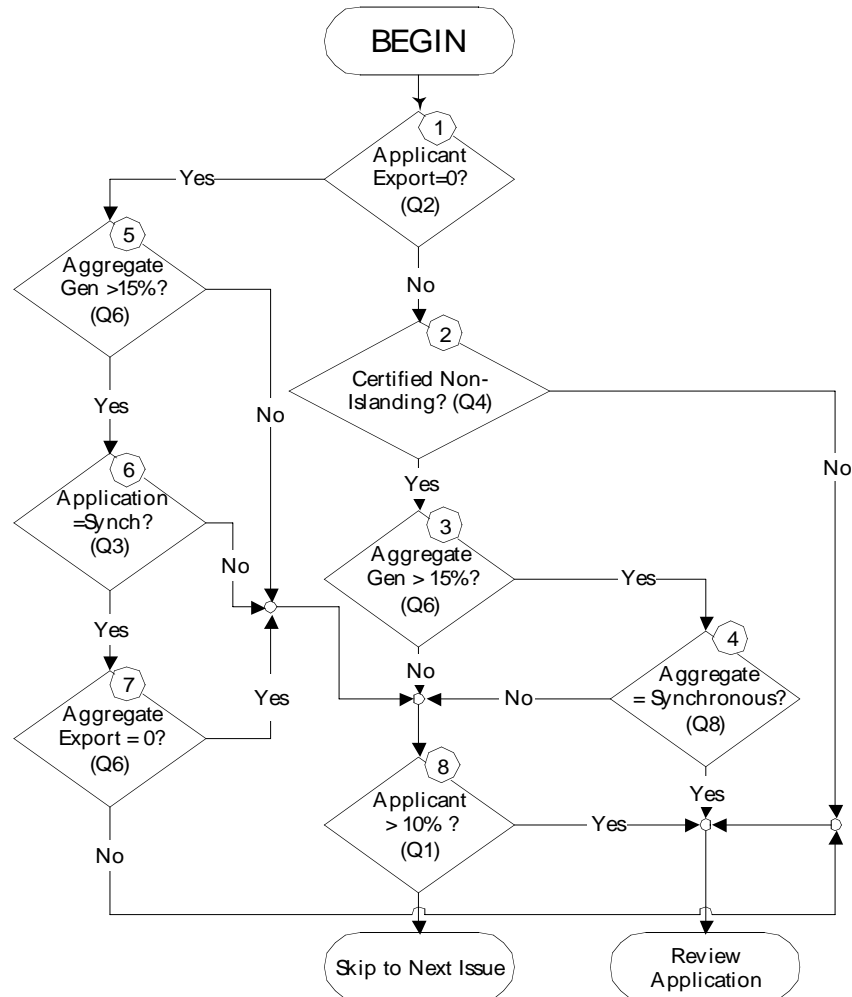 BEGIN
1
Applicant
Export=0?
(Q2)
Yes
No
5
Aggregate
Gen >15%?
(Q6)
Yes
No
2
Certified Non-
Islanding? (Q4)
Yes
No
6
Application
=Synch?
(Q3)
No
Yes
3
Aggregate
Gen > 15%?
(Q6)
Yes
No
4
Aggregate
= Synchronous?
(Q8)
No
Yes
7
Aggregate
Export = 0?
(Q6)
Yes
No
8
Applicant
> 10% ?
(Q1)
Yes
Skip to Next Issue
Review
Application